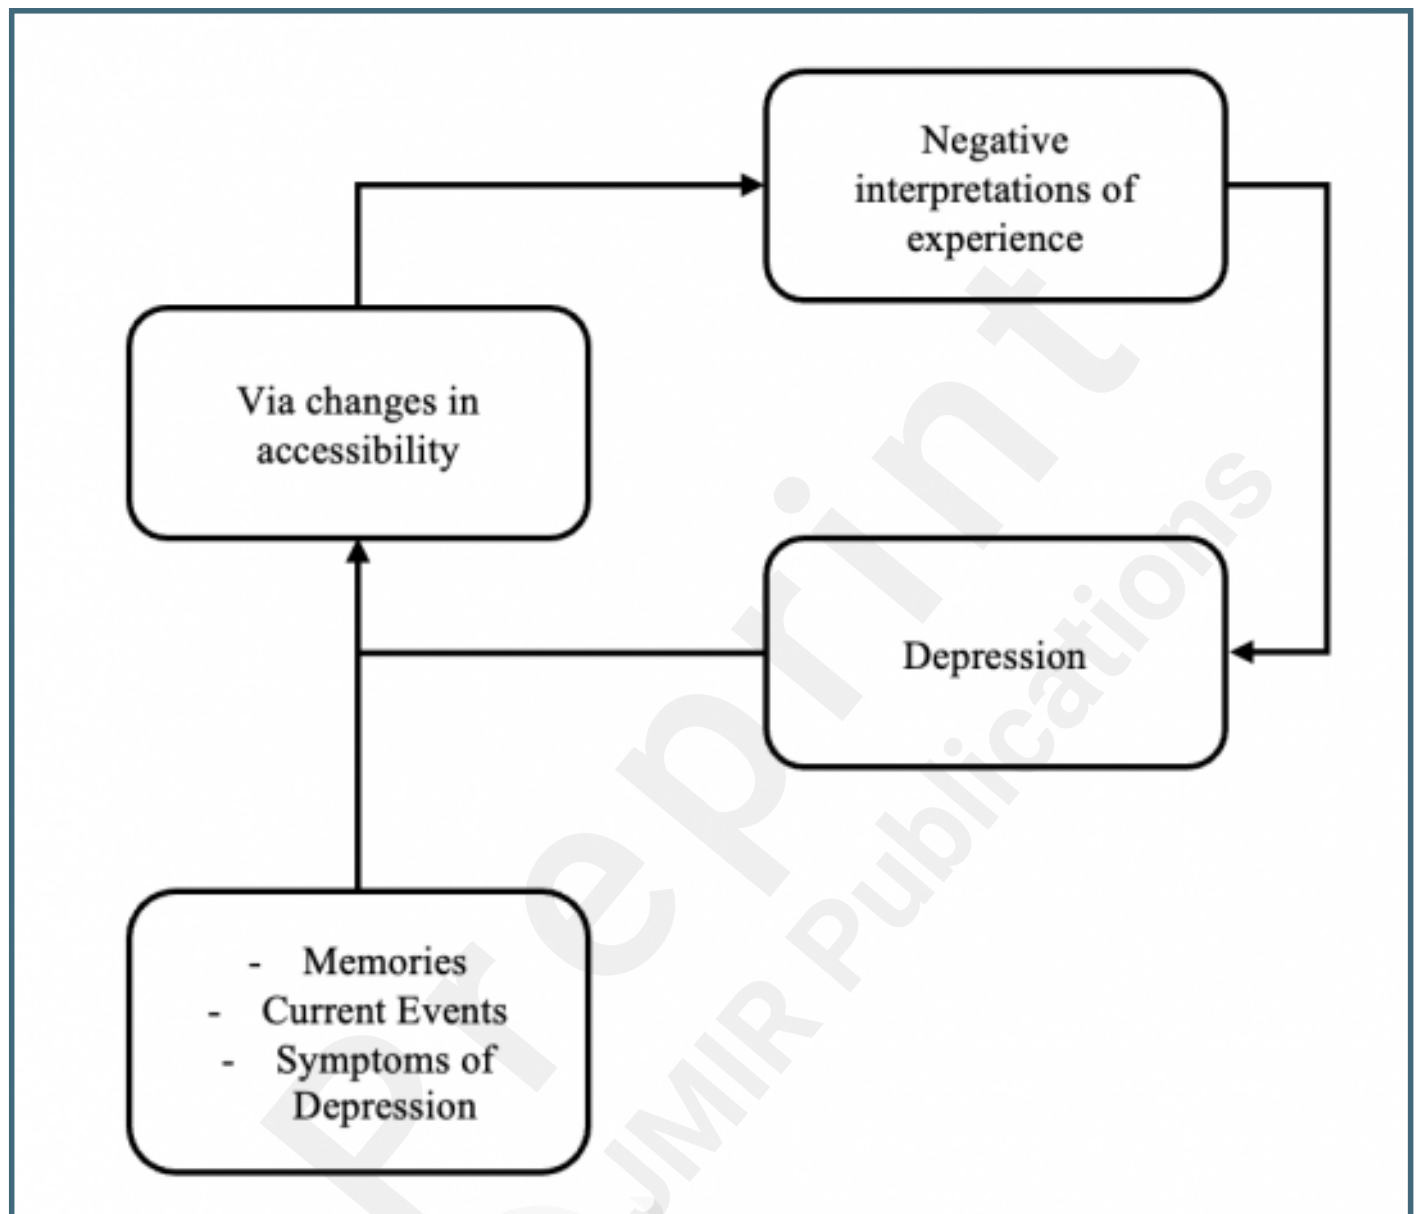 Negative
interpretations of
experience
Via changes in
accessibility
Depression
- Memories
- Current Events
- Symptoms of
Depression
Preprint
JMIR Publications